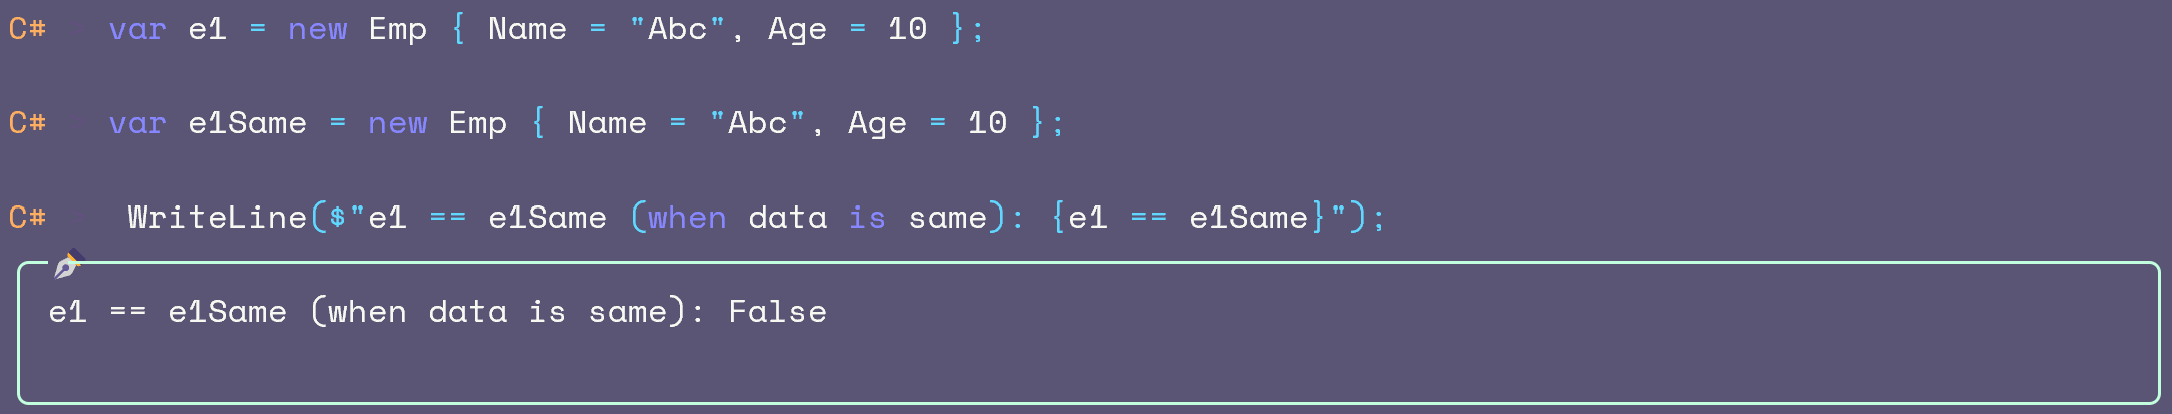 C# var e1 = new Emp { Name = "Abc", Age = 10 };
C# var e1Same = new Emp { Name = "Abc", Age = 10 };
C# WriteLine($"e1 == e1Same (when data is same): {e1 == e1Same}");
e1 == e1Same (when data is same): False